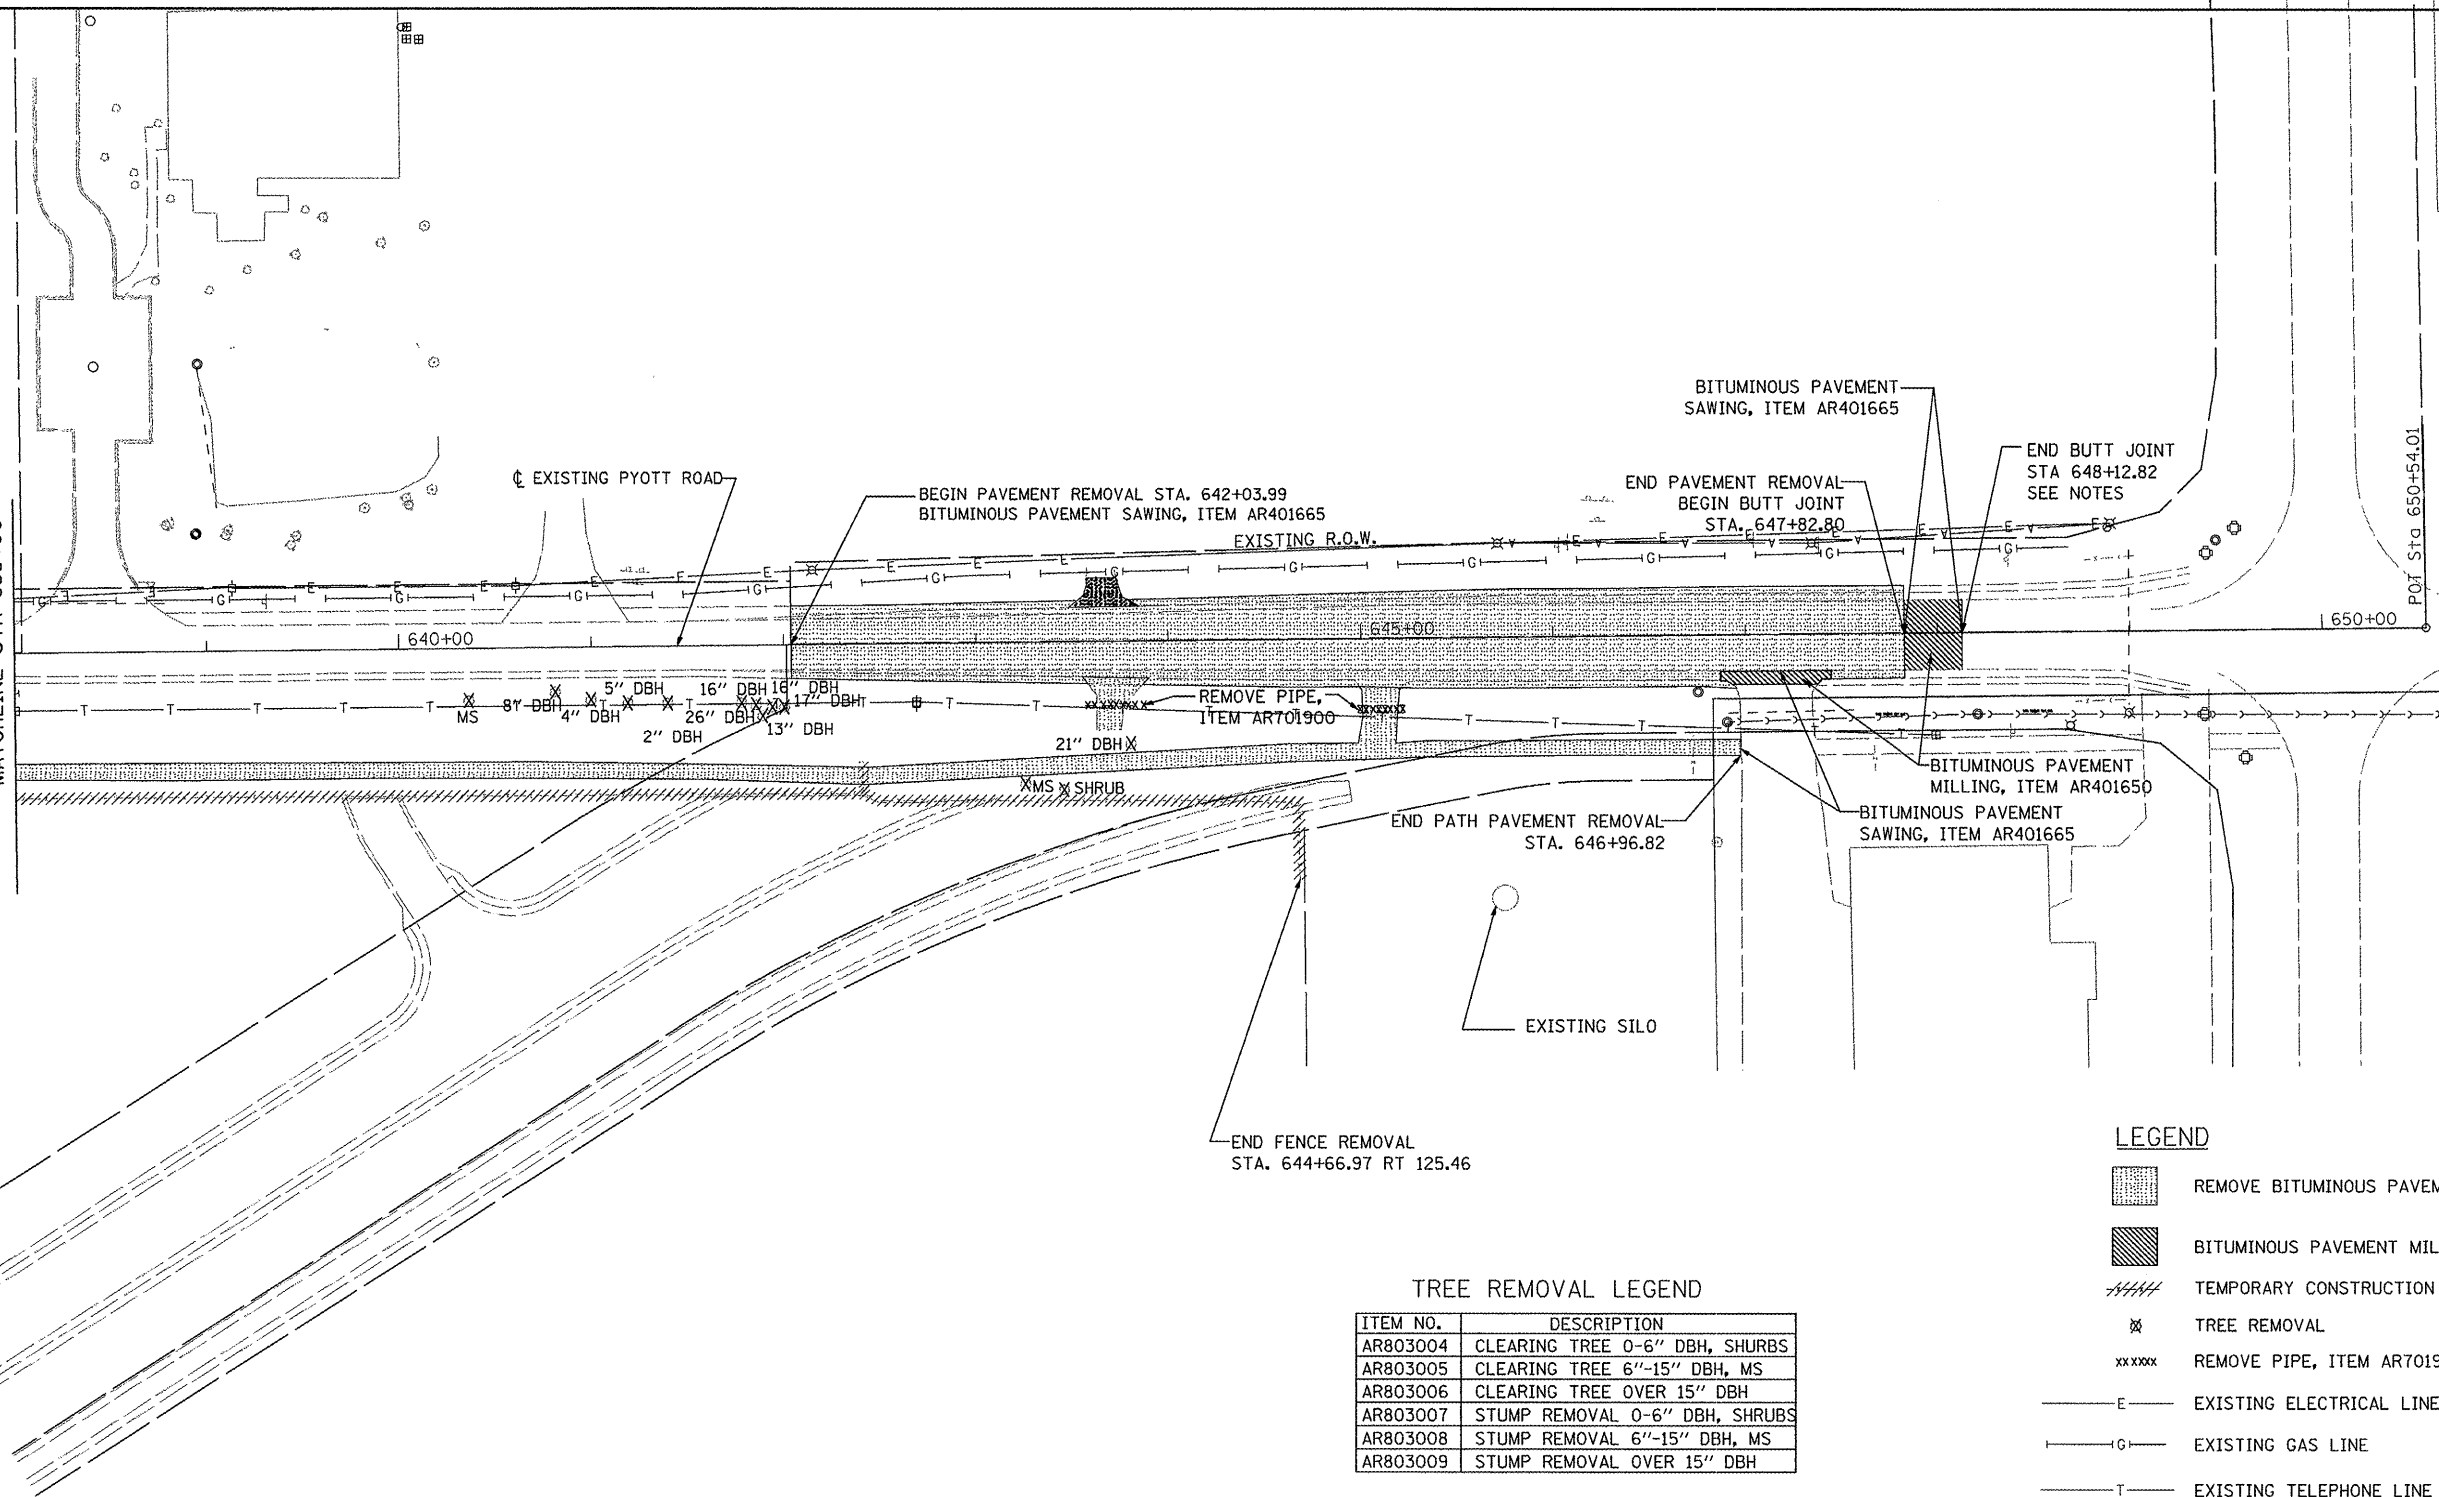 BITUMINOUS PAVEMENT
SAWING, ITEM AR401665
END BUTT JOINT
STA 648+12.82
SEE NOTES
POT Sta 650+54.01
℄ EXISTING PYOTT ROAD
BEGIN PAVEMENT REMOVAL STA. 642+03.99
BITUMINOUS PAVEMENT SAWING, ITEM AR401665
END PAVEMENT REMOVAL
BEGIN BUTT JOINT
STA. 647+82.80
EXISTING R.O.W.
640+00
645+00
650+00
MS
8" DBH
4" DBH
5" DBH
2" DBH
16" DBH
16" DBH
26" DBH
17" DBH
13" DBH
REMOVE PIPE,
ITEM AR701900
21" DBH
MS
SHRUB
END PATH PAVEMENT REMOVAL
STA. 646+96.82
BITUMINOUS PAVEMENT
MILLING, ITEM AR401650
BITUMINOUS PAVEMENT
SAWING, ITEM AR401665
EXISTING SILO
END FENCE REMOVAL
STA. 644+66.97 RT 125.46
TREE REMOVAL LEGEND
ITEM NO. DESCRIPTION
AR803004 CLEARING TREE 0-6" DBH, SHURBS
AR803005 CLEARING TREE 6"-15" DBH, MS
AR803006 CLEARING TREE OVER 15" DBH
AR803007 STUMP REMOVAL 0-6" DBH, SHRUBS
AR803008 STUMP REMOVAL 6"-15" DBH, MS
AR803009 STUMP REMOVAL OVER 15" DBH
LEGEND
REMOVE BITUMINOUS PAVEM
BITUMINOUS PAVEMENT MIL
TEMPORARY CONSTRUCTION
TREE REMOVAL
REMOVE PIPE, ITEM AR7019
E EXISTING ELECTRICAL LINE
G EXISTING GAS LINE
T EXISTING TELEPHONE LINE